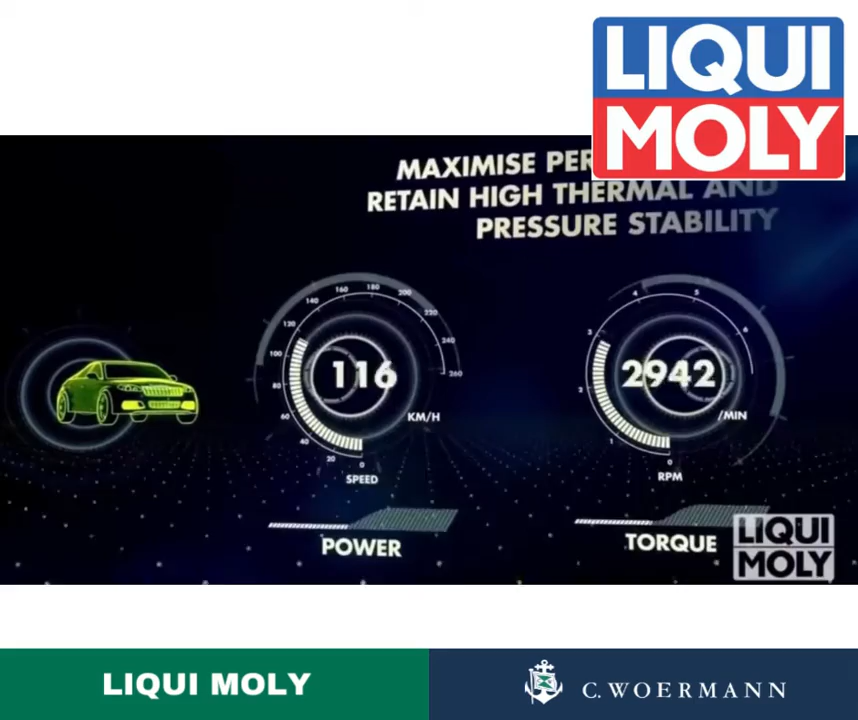 LIQUI
MOLY
MAXIMISE
RETAIN HIGH THERMAL AND
PRESSURE STABILITY
140 160 180 200 220 240 260
120
100
80
60
40
20
0
116
KM/H
SPEED
3 4 5 6
2
1
0
2942
/MIN
RPM
POWER
TORQUE
LIQUI
MOLY
LIQUI MOLY
C. WOERMANN